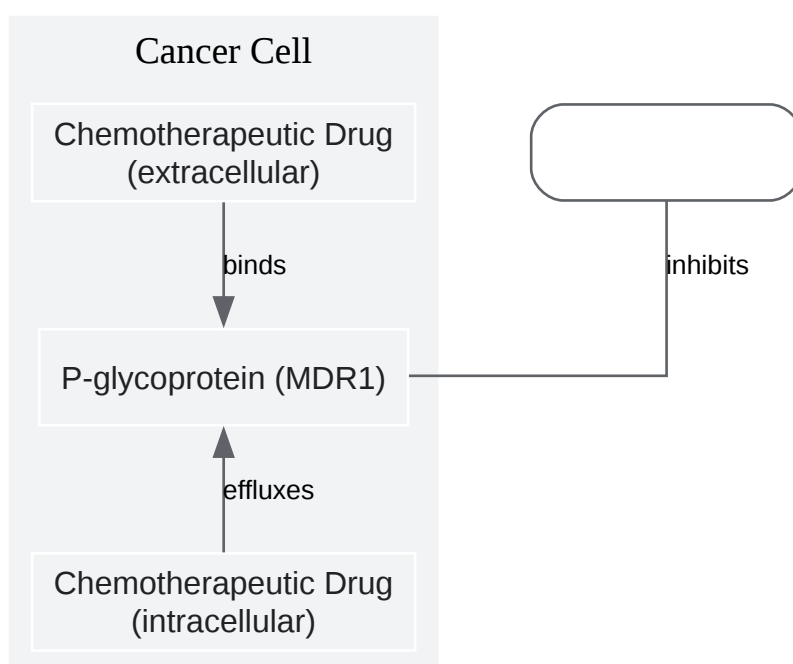 Cancer Cell
Chemotherapeutic Drug
(extracellular)
binds
inhibits
P-glycoprotein (MDR1)
effluxes
Chemotherapeutic Drug
(intracellular)